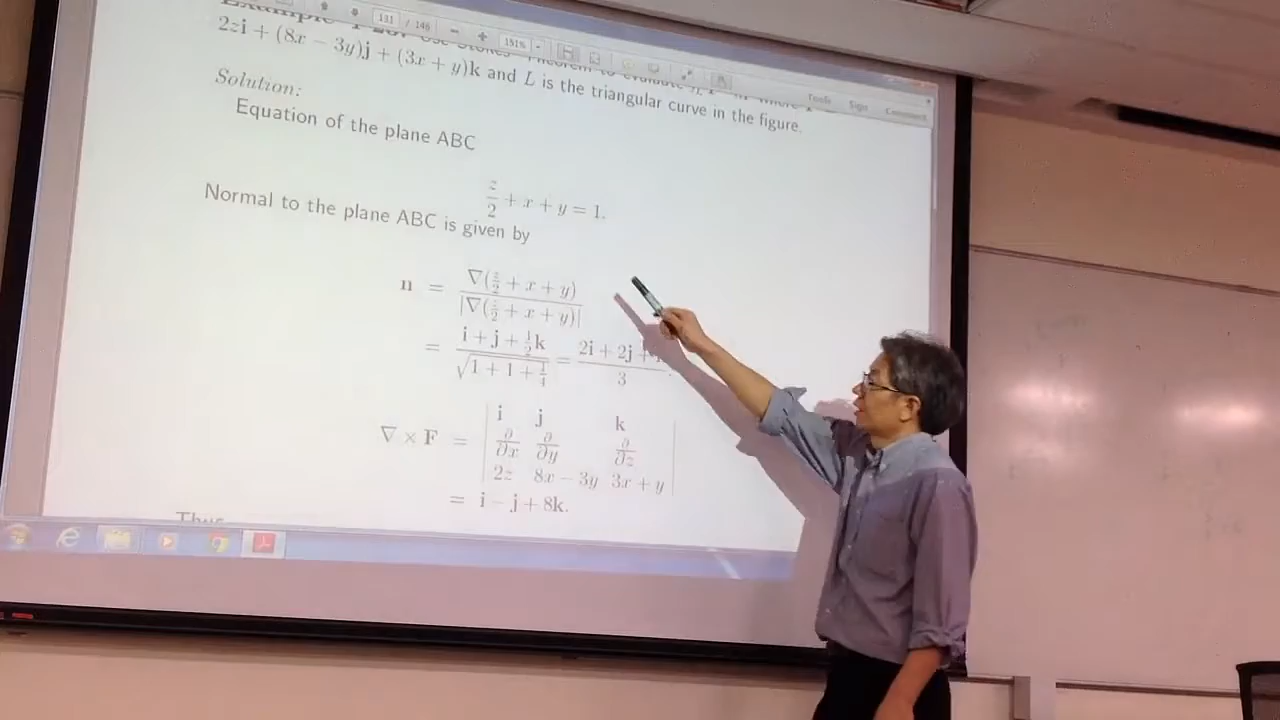 131 / 146 151%
Tools Sign Comment
2zi + (8x − 3y)j + (3x + y)k and L is the triangular curve in the figure.
Solution:
Equation of the plane ABC
z/2 + x + y = 1.
Normal to the plane ABC is given by
n = ∇(z/2 + x + y) / |∇(z/2 + x + y)|
= (i + j + ½k) / √(1 + 1 + ¼) = (2i + 2j + / 3
∇ × F = | i j k
∂/∂x ∂/∂y ∂/∂z
2z 8x − 3y 3x + y |
= i − j + 8k.